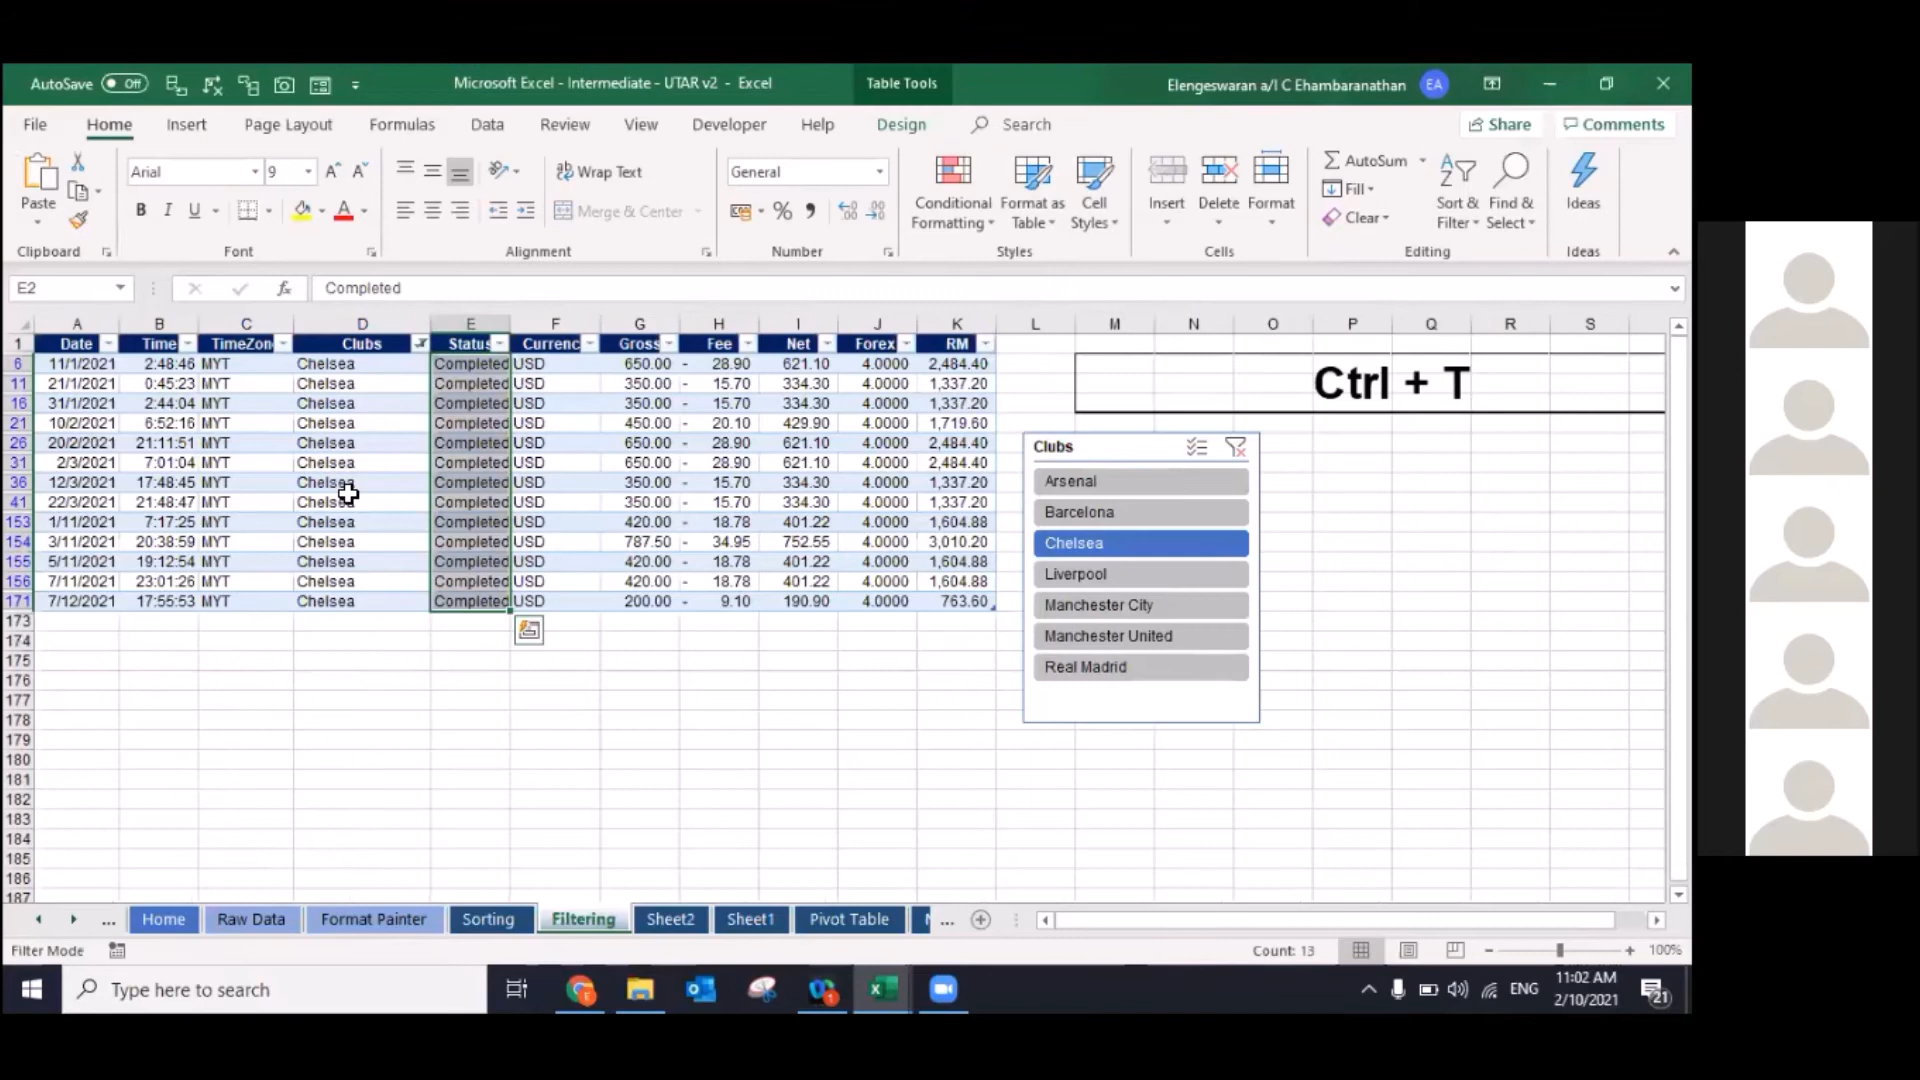 AutoSave Off Microsoft Excel - Intermediate - UTAR v2 - Excel Table Tools Elengeswaran a/l C Ehambaranathan EA
File Home Insert Page Layout Formulas Data Review View Developer Help Design Search Share Comments
Arial 9 Wrap Text General AutoSum
Paste B I U Merge & Center % Conditional Formatting Format as Table Cell Styles Insert Delete Format Fill Clear Sort & Filter Find & Select Ideas
Clipboard Font Alignment Number Styles Cells Editing Ideas
E2 fx Completed
A B C D E F G H I J K L M N O P Q R S
1 Date Time TimeZon Clubs Status Currenc Gross Fee Net Forex RM
6 11/1/2021 2:48:46 MYT Chelsea Completed USD 650.00 - 28.90 621.10 4.0000 2,484.40
11 21/1/2021 0:45:23 MYT Chelsea Completed USD 350.00 - 15.70 334.30 4.0000 1,337.20
16 31/1/2021 2:44:04 MYT Chelsea Completed USD 350.00 - 15.70 334.30 4.0000 1,337.20
21 10/2/2021 6:52:16 MYT Chelsea Completed USD 450.00 - 20.10 429.90 4.0000 1,719.60
26 20/2/2021 21:11:51 MYT Chelsea Completed USD 650.00 - 28.90 621.10 4.0000 2,484.40
31 2/3/2021 7:01:04 MYT Chelsea Completed USD 650.00 - 28.90 621.10 4.0000 2,484.40
36 12/3/2021 17:48:45 MYT Chelsea Completed USD 350.00 - 15.70 334.30 4.0000 1,337.20
41 22/3/2021 21:48:47 MYT Chelsea Completed USD 350.00 - 15.70 334.30 4.0000 1,337.20
153 1/11/2021 7:17:25 MYT Chelsea Completed USD 420.00 - 18.78 401.22 4.0000 1,604.88
154 3/11/2021 20:38:59 MYT Chelsea Completed USD 787.50 - 34.95 752.55 4.0000 3,010.20
155 5/11/2021 19:12:54 MYT Chelsea Completed USD 420.00 - 18.78 401.22 4.0000 1,604.88
156 7/11/2021 23:01:26 MYT Chelsea Completed USD 420.00 - 18.78 401.22 4.0000 1,604.88
171 7/12/2021 17:55:53 MYT Chelsea Completed USD 200.00 - 9.10 190.90 4.0000 763.60
173
174
175
176
177
178
179
180
181
182
183
184
185
186
187
Ctrl + T
Clubs
Arsenal
Barcelona
Chelsea
Liverpool
Manchester City
Manchester United
Real Madrid
... Home Raw Data Format Painter Sorting Filtering Sheet2 Sheet1 Pivot Table ...
Filter Mode Count: 13 100%
Type here to search ENG 11:02 AM
2/10/2021 21